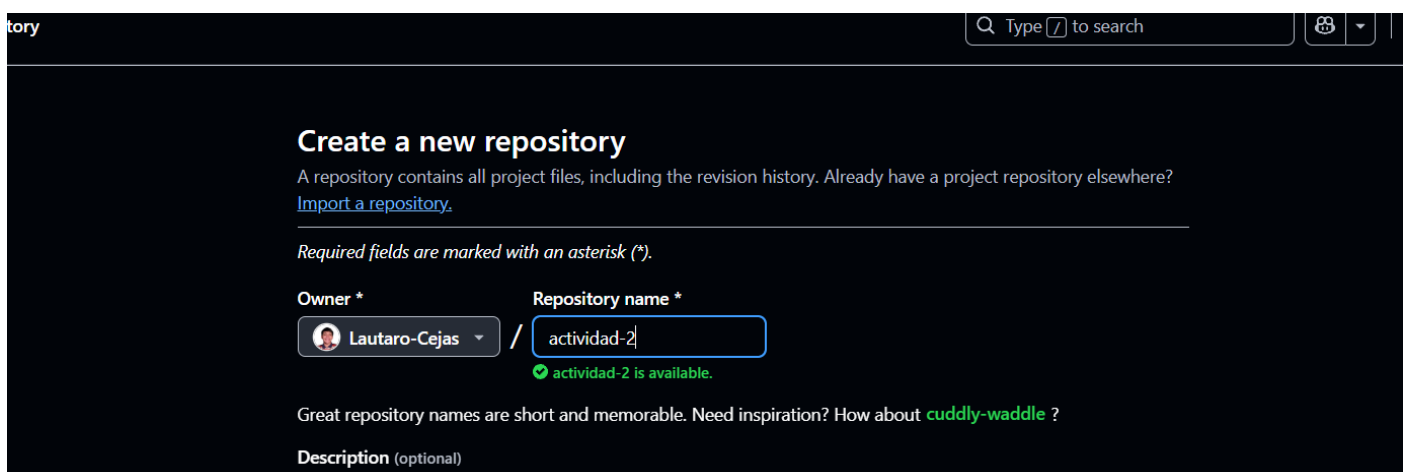 tory
Type / to search
Create a new repository
A repository contains all project files, including the revision history. Already have a project repository elsewhere?
Import a repository.
Required fields are marked with an asterisk (*).
Owner *
Repository name *
Lautaro-Cejas / actividad-2
actividad-2 is available.
Great repository names are short and memorable. Need inspiration? How about cuddly-waddle ?
Description (optional)